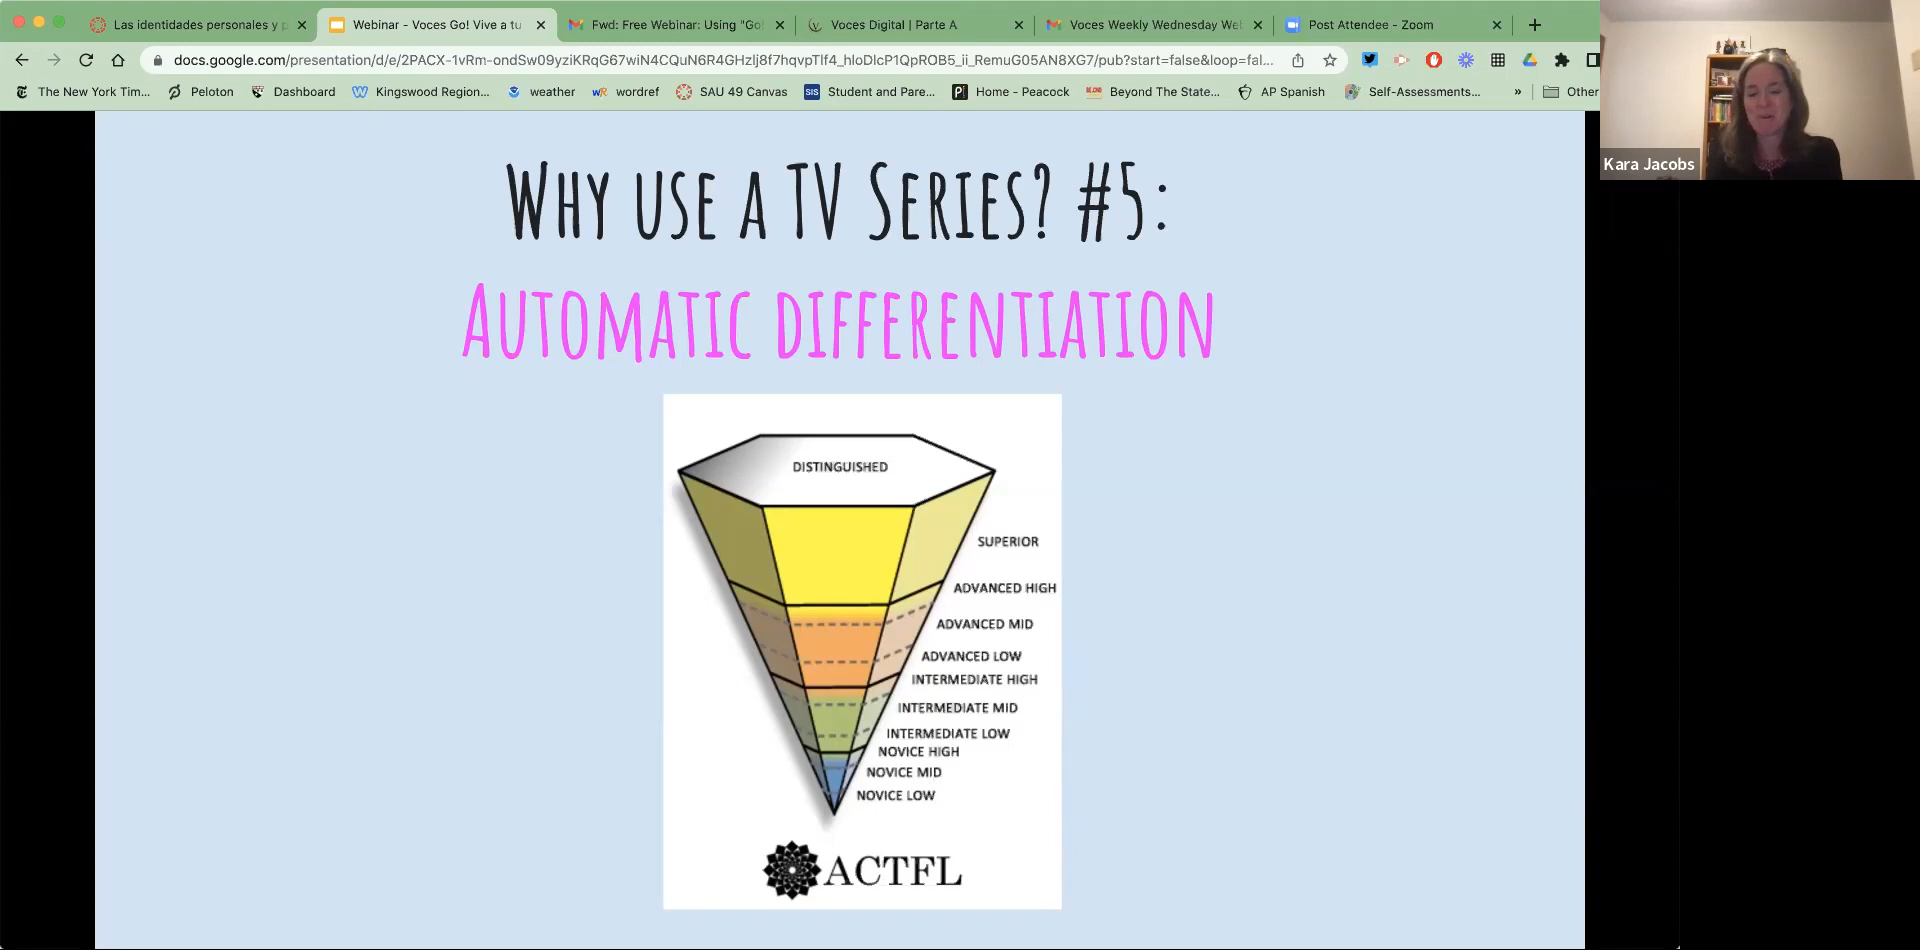 Las identidades personales y p
Webinar - Voces Go! Vive a tu
Fwd: Free Webinar: Using "Go!
Voces Digital | Parte A
Voces Weekly Wednesday Web
Post Attendee - Zoom
docs.google.com/presentation/d/e/2PACX-1vRm-ondSw09yziKRqG67wiN4CQuN6R4GHzlj8f7hqvpTlf4_hloDlcP1QpROB5_ii_RemuG05AN8XG7/pub?start=false&loop=fal...
The New York Tim...
Peloton
Dashboard
Kingswood Region...
weather
wR wordref
SAU 49 Canvas
SIS Student and Pare...
Home - Peacock
Beyond The State...
AP Spanish
Self-Assessments...
»
Other
Kara Jacobs
Why use a TV Series? #5:
Automatic differentiation
DISTINGUISHED
SUPERIOR
ADVANCED HIGH
ADVANCED MID
ADVANCED LOW
INTERMEDIATE HIGH
INTERMEDIATE MID
INTERMEDIATE LOW
NOVICE HIGH
NOVICE MID
NOVICE LOW
ACTFL